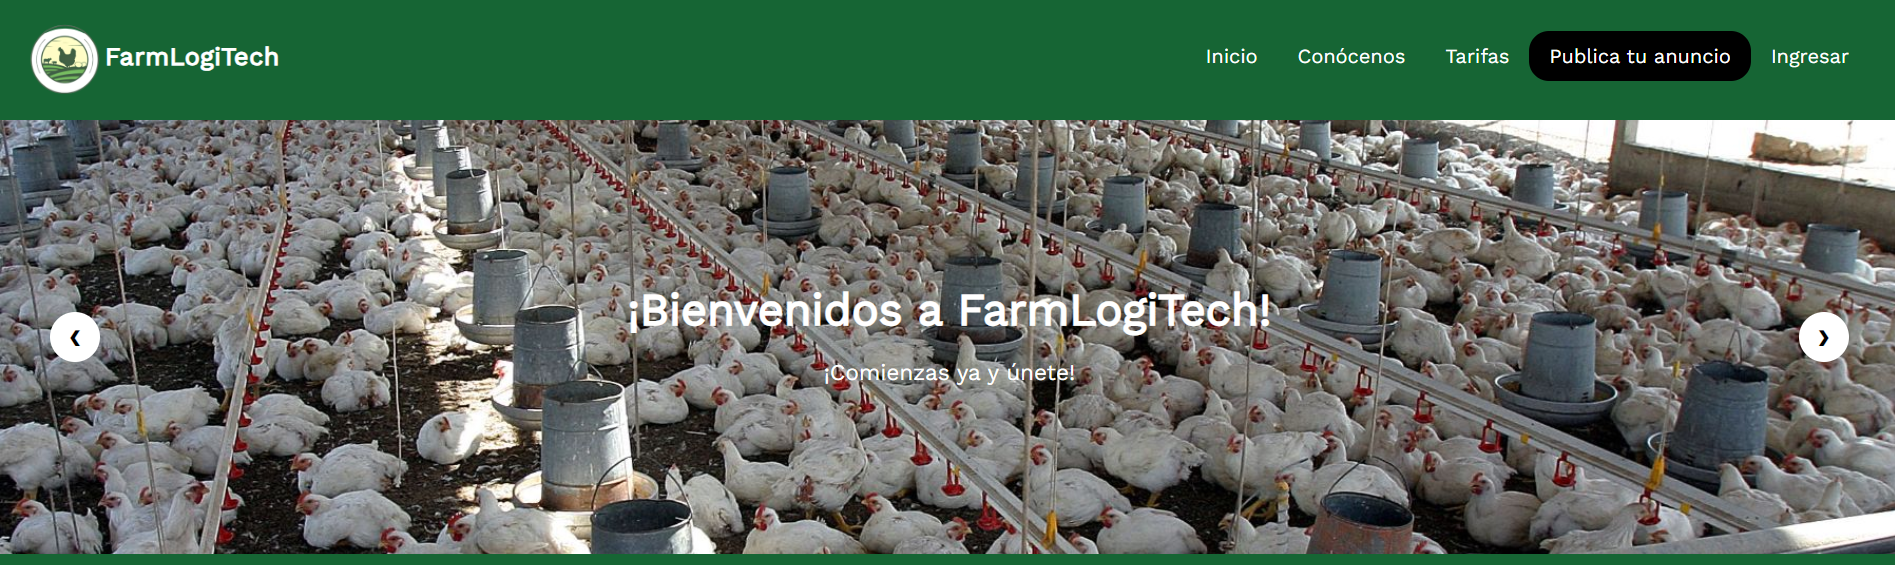 FarmLogiTech
Inicio Conócenos Tarifas Publica tu anuncio Ingresar
¡Bienvenidos a FarmLogiTech!
¡Comienzas ya y únete!